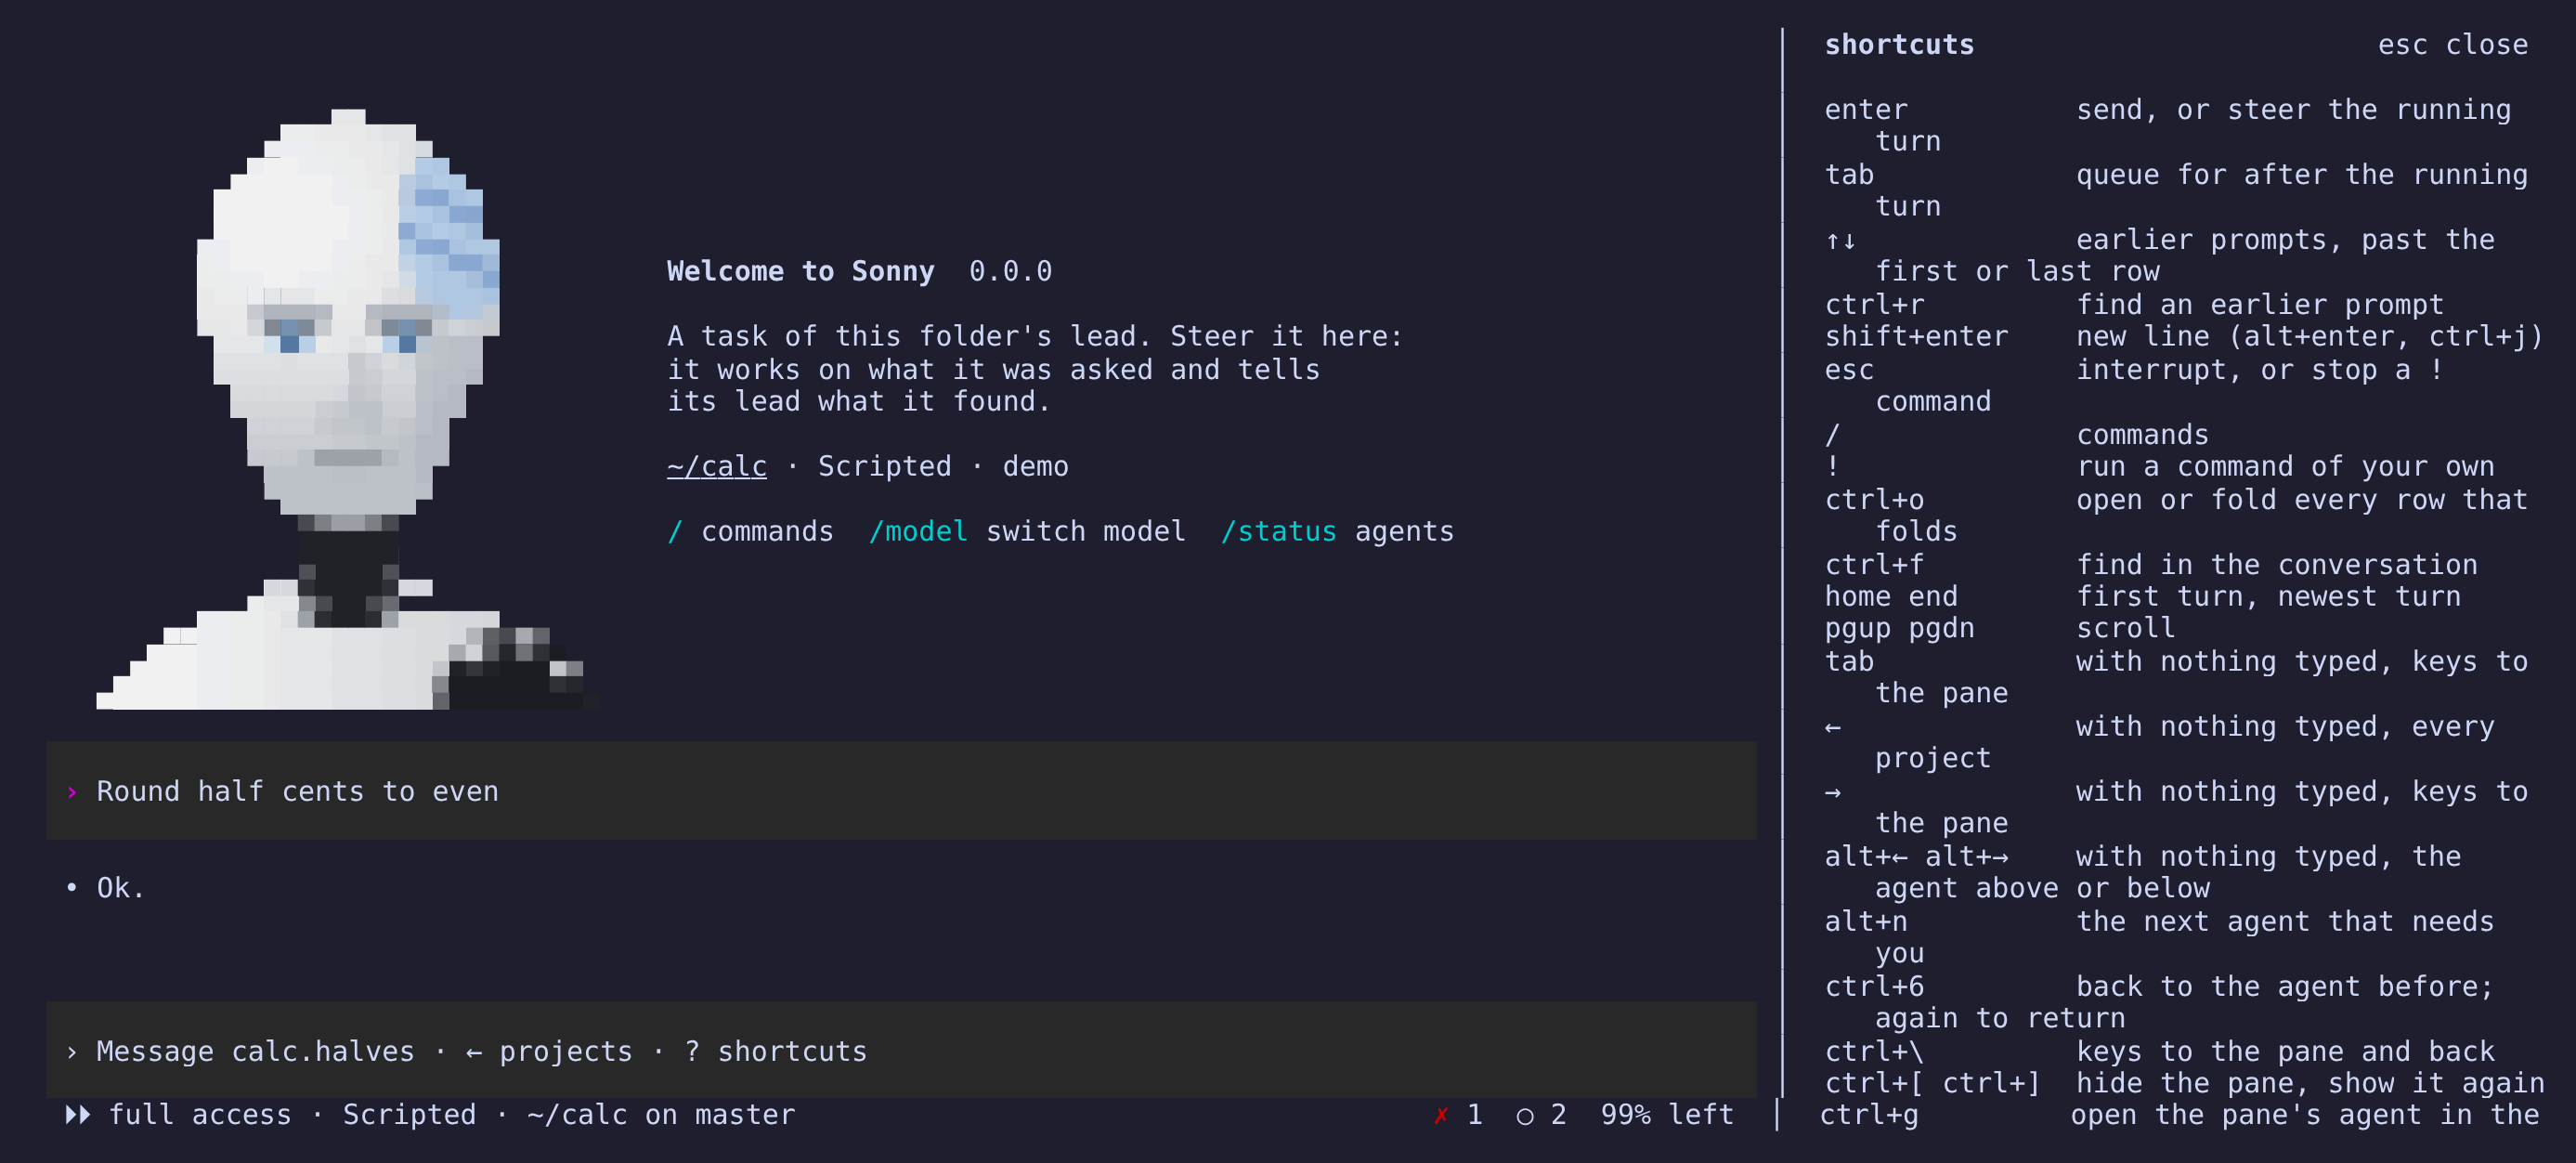 Welcome to Sonny  0.0.0
A task of this folder's lead. Steer it here:
it works on what it was asked and tells
its lead what it found.
~/calc · Scripted · demo
/ commands  /model switch model  /status agents
› Round half cents to even
• Ok.
› Message calc.halves · ← projects · ? shortcuts
⏵⏵ full access · Scripted · ~/calc on master  ✗ 1  ○ 2  99% left
shortcuts  esc close
enter  send, or steer the running
turn
tab  queue for after the running
turn
↑↓  earlier prompts, past the
first or last row
ctrl+r  find an earlier prompt
shift+enter  new line (alt+enter, ctrl+j)
esc  interrupt, or stop a !
command
/  commands
!  run a command of your own
ctrl+o  open or fold every row that
folds
ctrl+f  find in the conversation
home end  first turn, newest turn
pgup pgdn  scroll
tab  with nothing typed, keys to
the pane
←  with nothing typed, every
project
→  with nothing typed, keys to
the pane
alt+← alt+→  with nothing typed, the
agent above or below
alt+n  the next agent that needs
you
ctrl+6  back to the agent before;
again to return
ctrl+\  keys to the pane and back
ctrl+[ ctrl+]  hide the pane, show it again
ctrl+g  open the pane's agent in the